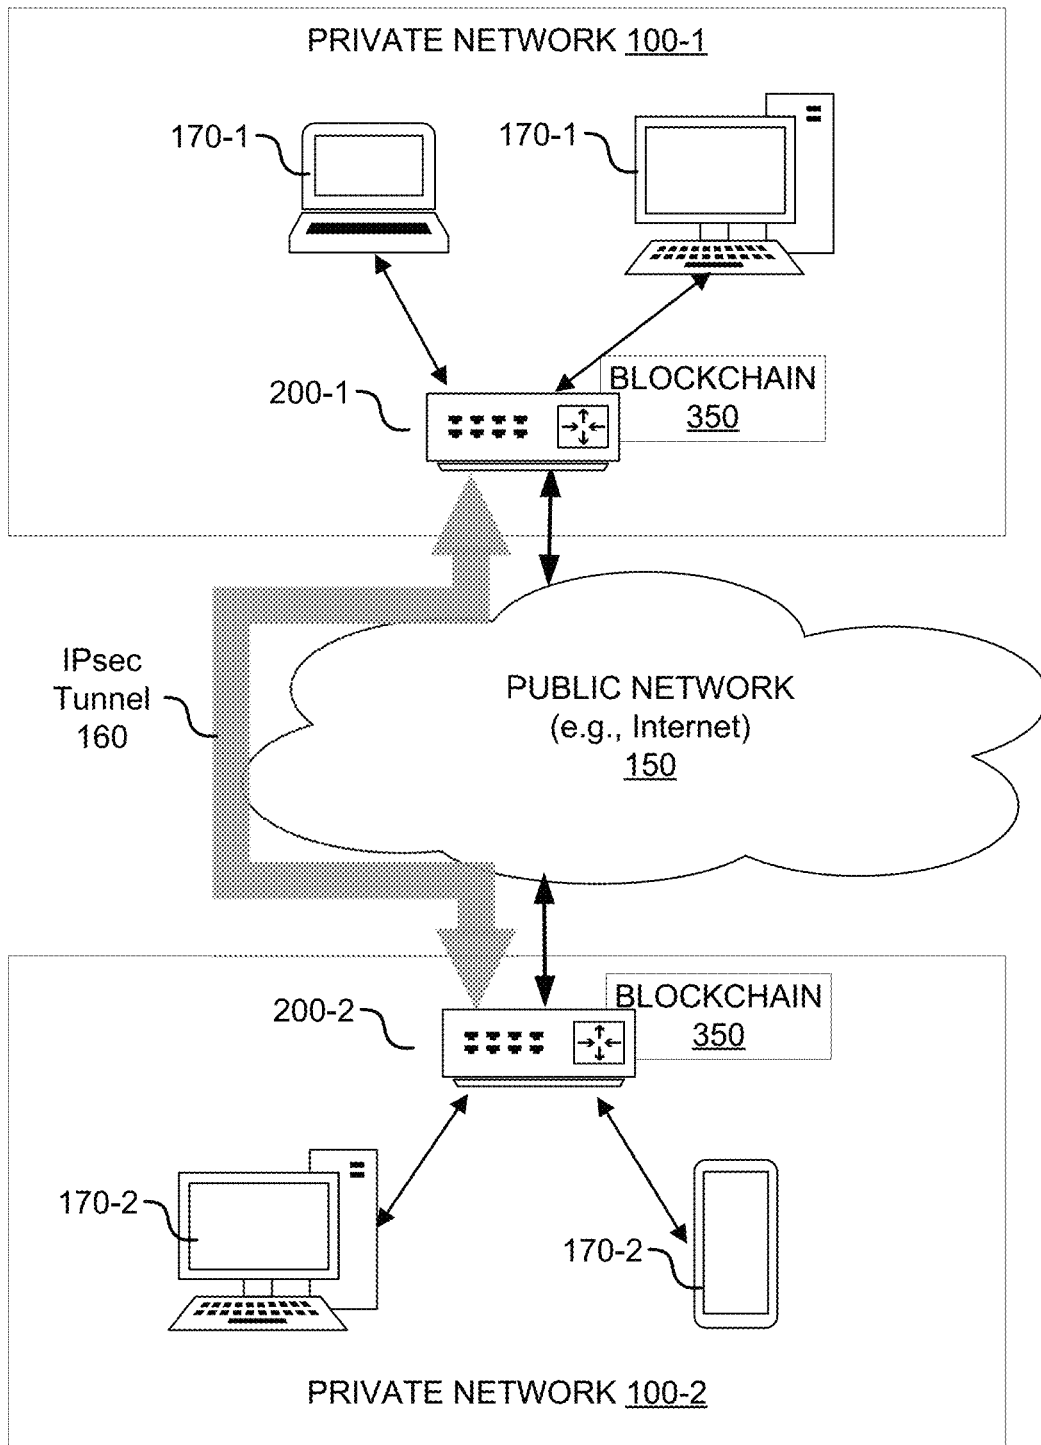 PRIVATE NETWORK 100-1
170-1
170-1
BLOCKCHAIN
350
200-1
IPsec
Tunnel
160
PUBLIC NETWORK
(e.g., Internet)
150
BLOCKCHAIN
350
200-2
170-2
170-2
PRIVATE NETWORK 100-2